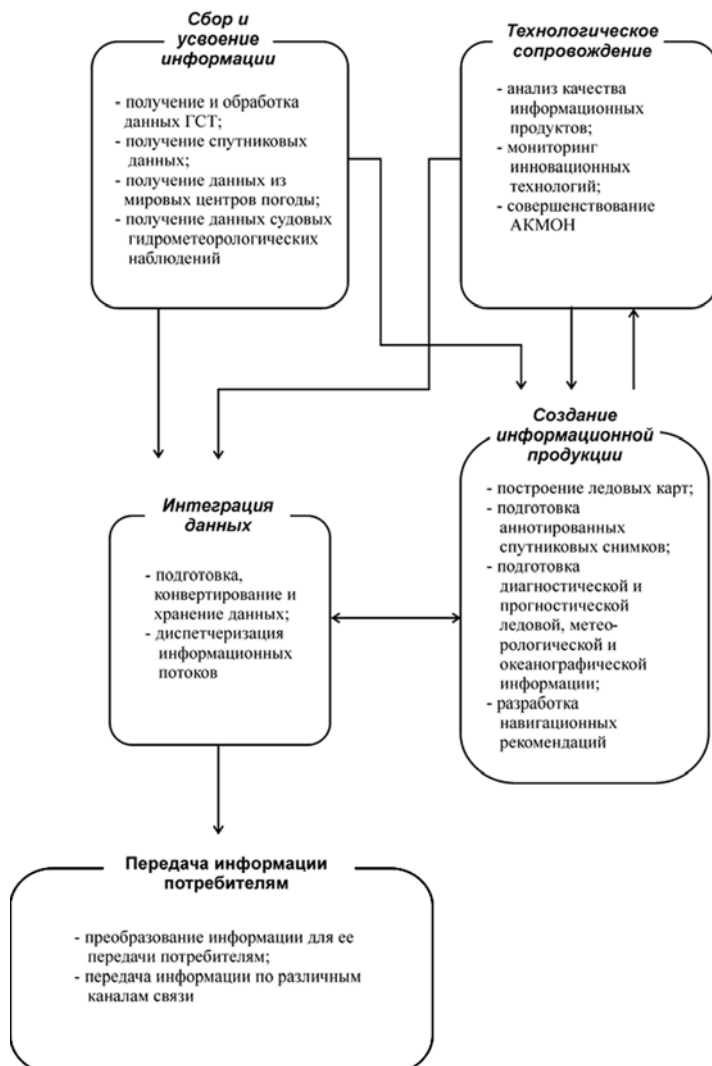 Сбор и
усвоение
информации
- получение и обработка
данных ГСТ;
- получение спутниковых
данных;
- получение данных из
мировых центров погоды;
- получение данных судовых
гидрометеорологических
наблюдений
Технологическое
сопровождение
- анализ качества
информационных
продуктов;
- мониторинг
инновационных
технологий;
- совершенствование
АКМОН
Создание
информационной
продукции
- построение ледовых карт;
- подготовка
аннотированных
спутниковых снимков;
- подготовка
диагностической и
прогностической
ледовой, метео-
рологической и
океанографической
информации;
- разработка
навигационных
рекомендаций
Интеграция
данных
- подготовка,
конвертирование и
хранение данных;
- диспетчеризация
информационных
потоков
Передача информации
потребителям
- преобразование информации для ее
передачи потребителям;
- передача информации по различным
каналам связи